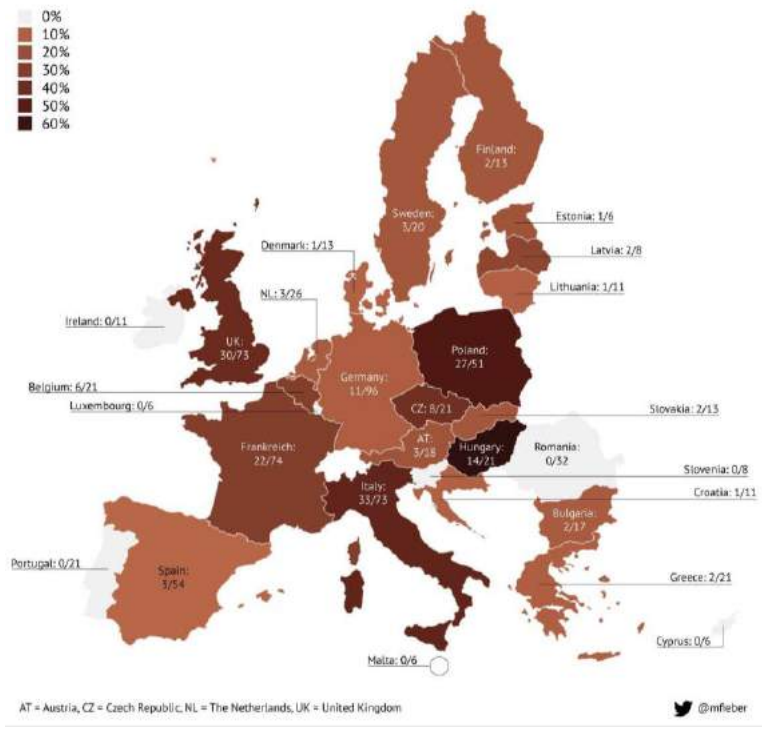 0%
10%
20%
30%
40%
50%
60%
Finland:
2/13
Sweden:
3/20
Estonia: 1/6
Denmark: 1/13
Latvia: 2/8
NL: 3/26
Lithuania: 1/11
Ireland: 0/11
UK:
30/73
Poland:
27/51
Germany:
11/96
Belgium: 6/21
Luxembourg: 0/6
CZ: 8/21
Slovakia: 2/13
AT:
3/18
Frankreich:
22/74
Hungary:
14/21
Romania:
0/32
Slovenia: 0/8
Italy:
33/73
Croatia: 1/11
Bulgaria:
2/17
Portugal: 0/21
Spain:
3/54
Greece: 2/21
Cyprus: 0/6
Malta: 0/6
AT = Austria, CZ = Czech Republic, NL = The Netherlands, UK = United Kingdom
@mfieber